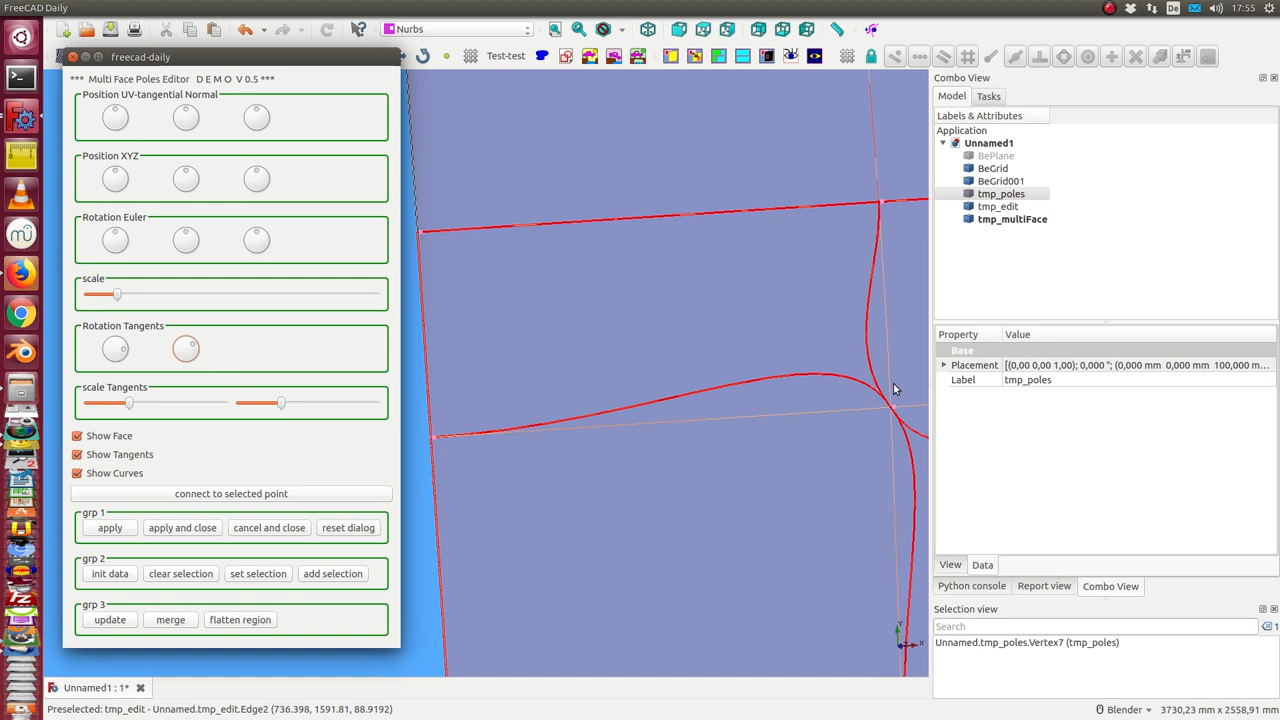 FreeCAD Daily
De
17:55
Nurbs
Test-test
freecad-daily
*** Multi Face Poles Editor D E M O V 0.5 ***
Position UV-tangential Normal
Position XYZ
Rotation Euler
scale
Rotation Tangents
scale Tangents
Show Face
Show Tangents
Show Curves
connect to selected point
grp 1
apply
apply and close
cancel and close
reset dialog
grp 2
init data
clear selection
set selection
add selection
grp 3
update
merge
flatten region
Y
X
Combo View
Model
Tasks
Labels & Attributes
Application
Unnamed1
BePlane
BeGrid
BeGrid001
tmp_poles
tmp_edit
tmp_multiFace
Property
Value
Base
Placement
[(0,00 0,00 1,00); 0,000 °; (0,000 mm 0,000 mm 100,000 m...
Label
tmp_poles
View
Data
Python console
Report view
Combo View
Selection view
Search
1
Unnamed.tmp_poles.Vertex7 (tmp_poles)
Unnamed1 : 1*
Preselected: tmp_edit - Unnamed.tmp_edit.Edge2 (736.398, 1591.81, 88.9192)
Blender
3730,23 mm x 2558,91 mm